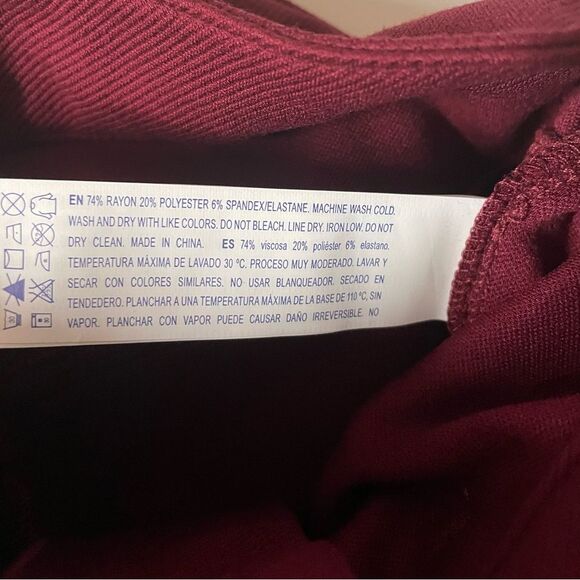 EN 74% RAYON 20% POLYESTER 6% SPANDEX/ELASTANE. MACHINE WASH COLD.
WASH AND DRY WITH LIKE COLORS. DO NOT BLEACH. LINE DRY. IRON LOW. DO NOT
DRY CLEAN. MADE IN CHINA. ES 74% viscosa 20% poliéster 6% elastano.
TEMPERATURA MÁXIMA DE LAVADO 30 ºC. PROCESO MUY MODERADO. LAVAR Y
SECAR CON COLORES SIMILARES. NO USAR BLANQUEADOR. SECADO EN
TENDEDERO. PLANCHAR A UNA TEMPERATURA MÁXIMA DE LA BASE DE 110 ºC, SIN
VAPOR. PLANCHAR CON VAPOR PUEDE CAUSAR DAÑO IRREVERSIBLE. NO